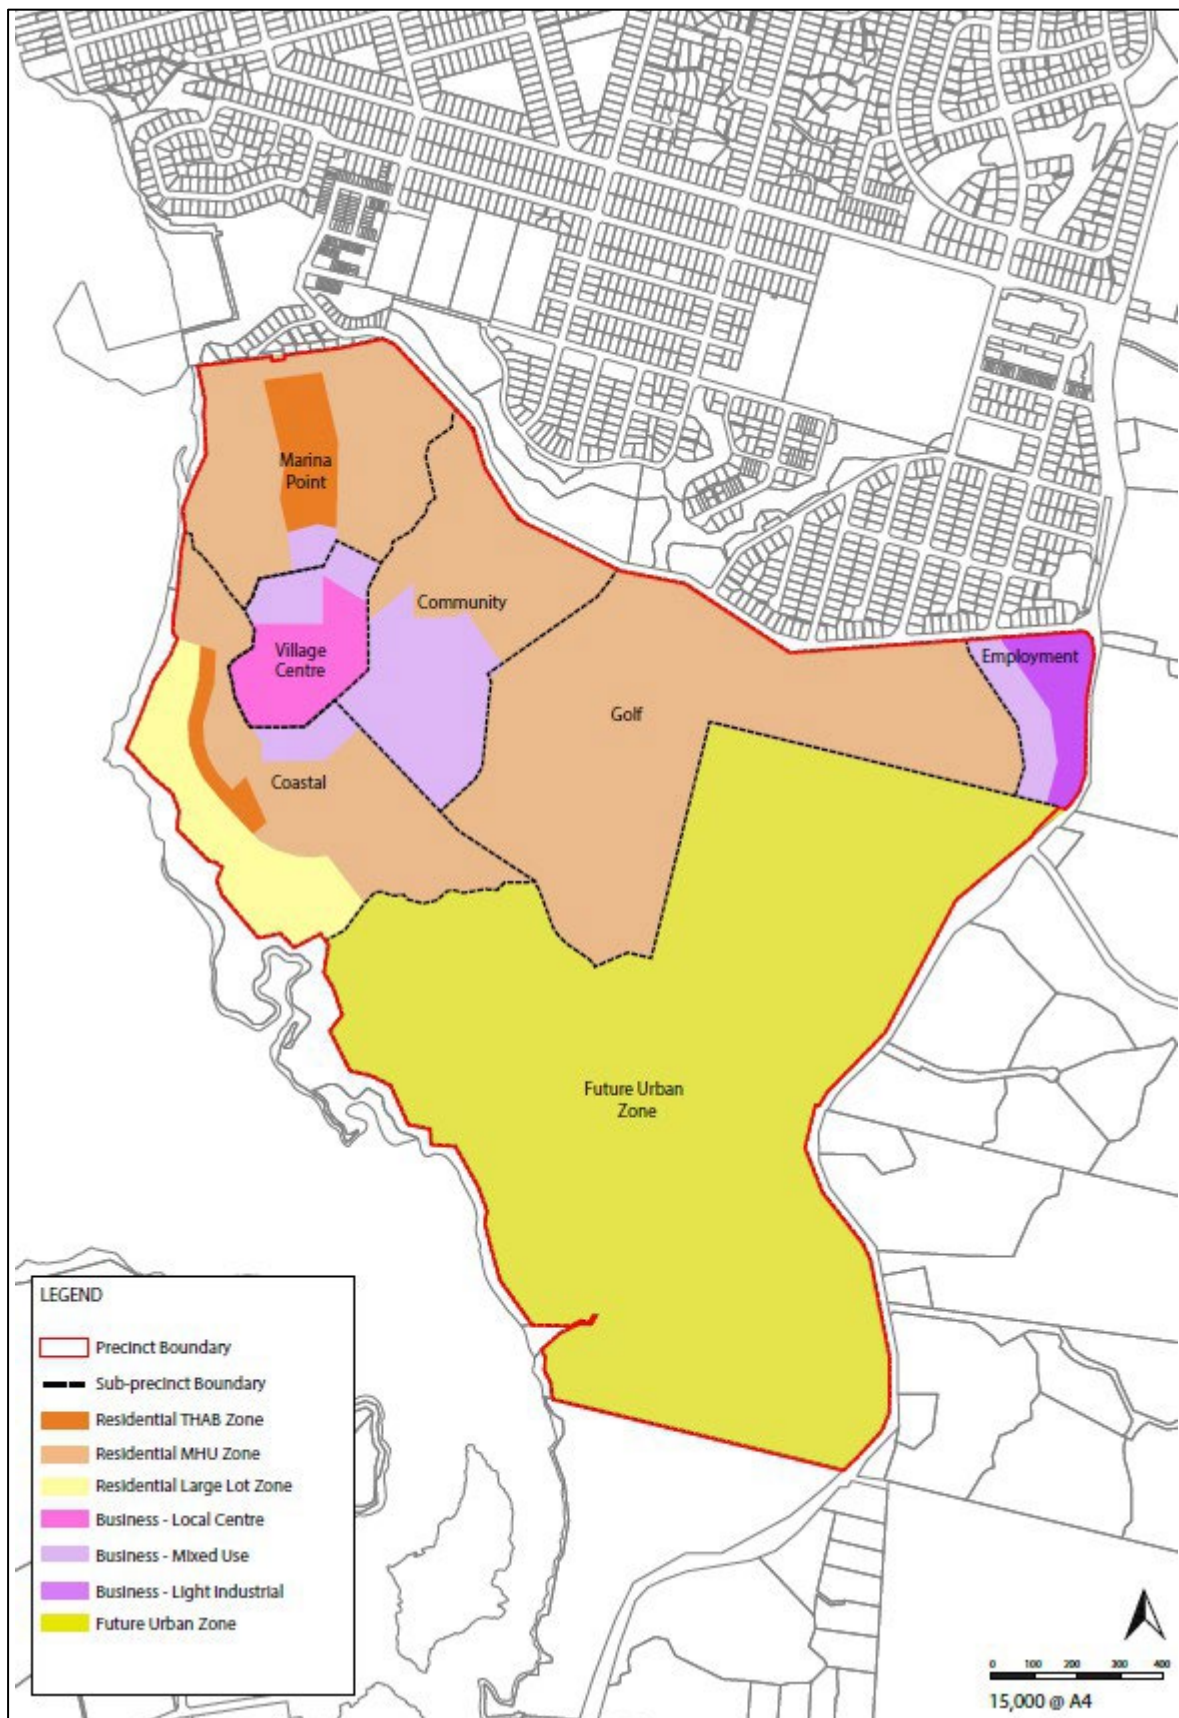 Marina
Point
Community
Village
Centre
Employment
Golf
Coastal
Future Urban
Zone
LEGEND
Precinct Boundary
Sub-precinct Boundary
Residential THAB Zone
Residential MHU Zone
Residential Large Lot Zone
Business - Local Centre
Business - Mixed Use
Business - Light Industrial
Future Urban Zone
0 100 200 300 400
15,000 @ A4